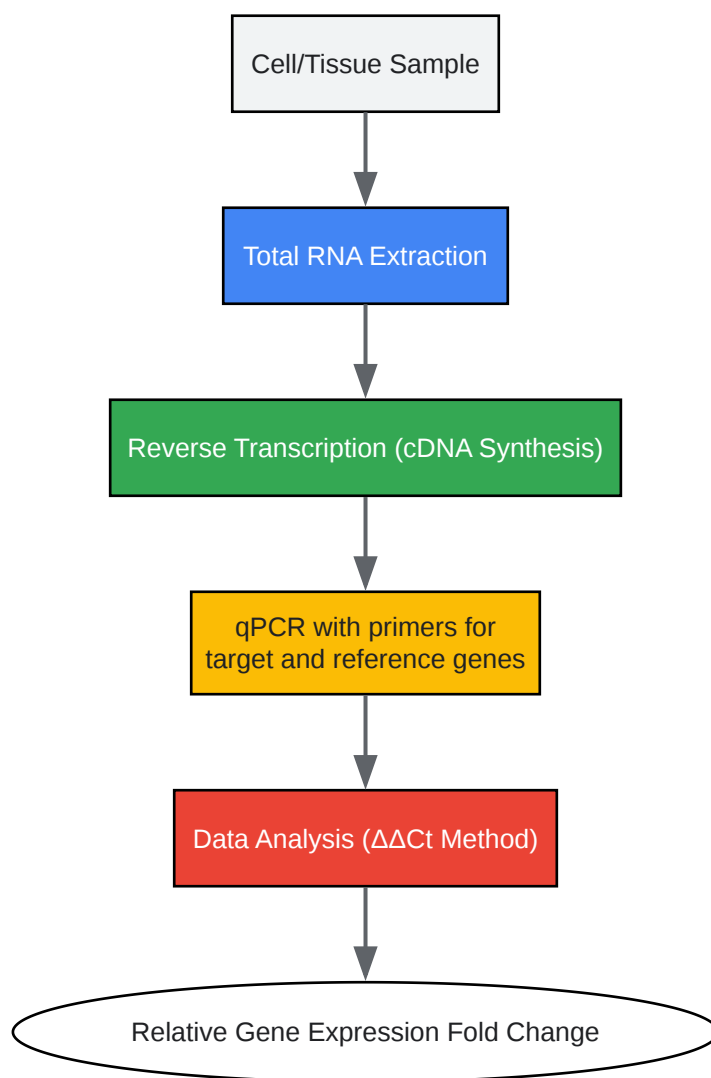 Cell/Tissue Sample
Total RNA Extraction
Reverse Transcription (cDNA Synthesis)
qPCR with primers for
target and reference genes
Data Analysis (ΔΔCt Method)
Relative Gene Expression Fold Change